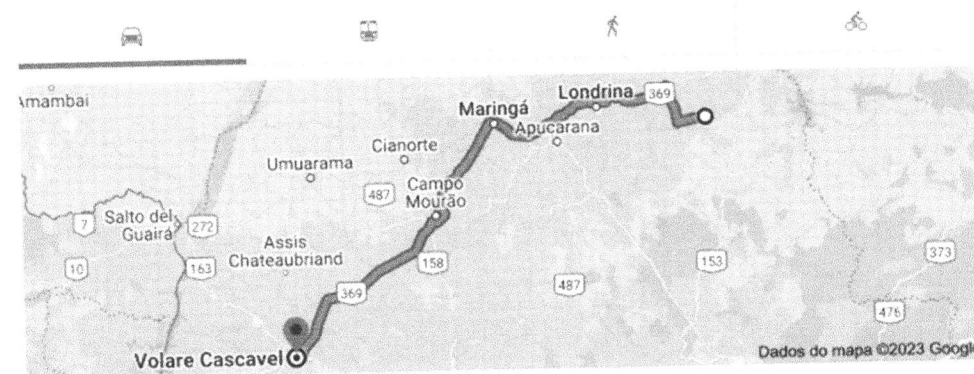 Amambai
Londrina
369
Maringá
Apucarana
Cianorte
Umuarama
487
Campo
Mourão
7
Salto del
Guairá
272
Assis
Chateaubriand
10
163
158
153
373
369
487
476
Volare Cascavel
Dados do mapa ©2023 Google